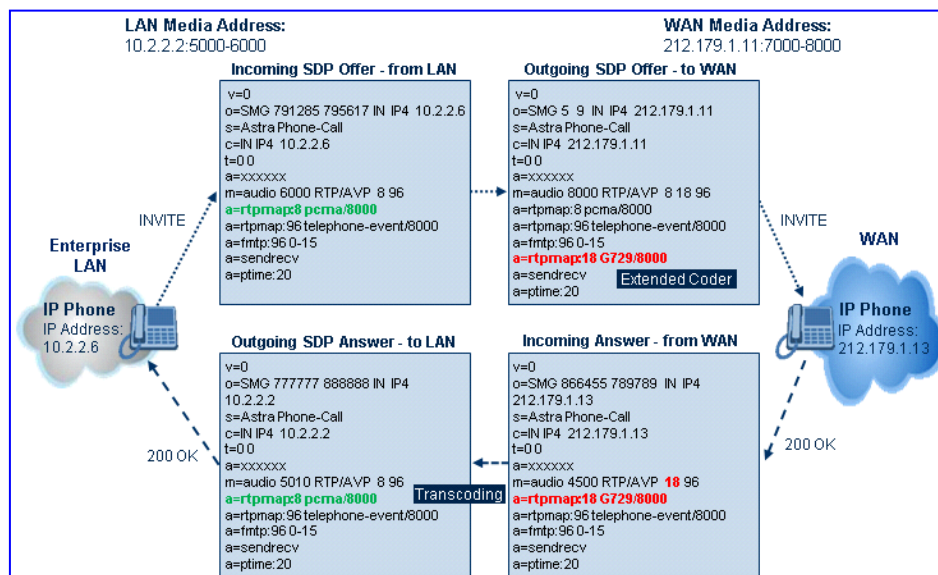 LAN Media Address:
10.2.2.2:5000-6000
WAN Media Address:
212.179.1.11:7000-8000
Incoming SDP Offer - from LAN
v=0
o=SMG 791285 795617 IN IP4 10.2.2.6
s=Astra Phone-Call
c=IN IP4 10.2.2.6
t=0 0
a=xxxxxx
m=audio 6000 RTP/AVP 8 96
a=rtpmap:8 pcma/8000
a=rtpmap:96 telephone-event/8000
a=fmtp:96 0-15
a=sendrecv
a=ptime:20
Outgoing SDP Offer - to WAN
v=0
o=SMG 5 9 IN IP4 212.179.1.11
s=Astra Phone-Call
c=IN IP4 212.179.1.11
t=0 0
a=xxxxxx
m=audio 8000 RTP/AVP 8 18 96
a=rtpmap:8 pcma/8000
a=rtpmap:96 telephone-event/8000
a=fmtp:96 0-15
a=rtpmap:18 G729/8000
a=sendrecv
a=ptime:20
Extended Coder
INVITE
INVITE
Enterprise
LAN
IP Phone
IP Address:
10.2.2.6
WAN
IP Phone
IP Address:
212.179.1.13
Outgoing SDP Answer - to LAN
v=0
o=SMG 777777 888888 IN IP4
10.2.2.2
s=Astra Phone-Call
c=IN IP4 10.2.2.2
t=0 0
a=xxxxxx
m=audio 5010 RTP/AVP 8 96
a=rtpmap:8 pcma/8000
a=rtpmap:96 telephone-event/8000
a=fmtp:96 0-15
a=sendrecv
a=ptime:20
Transcoding
Incoming Answer - from WAN
v=0
o=SMG 866455 789789 IN IP4
212.179.1.13
s=Astra Phone-Call
c=IN IP4 212.179.1.13
t=0 0
a=xxxxxx
m=audio 4500 RTP/AVP 18 96
a=rtpmap:18 G729/8000
a=rtpmap:96 telephone-event/8000
a=fmtp:96 0-15
a=sendrecv
a=ptime:20
200 OK
200 OK